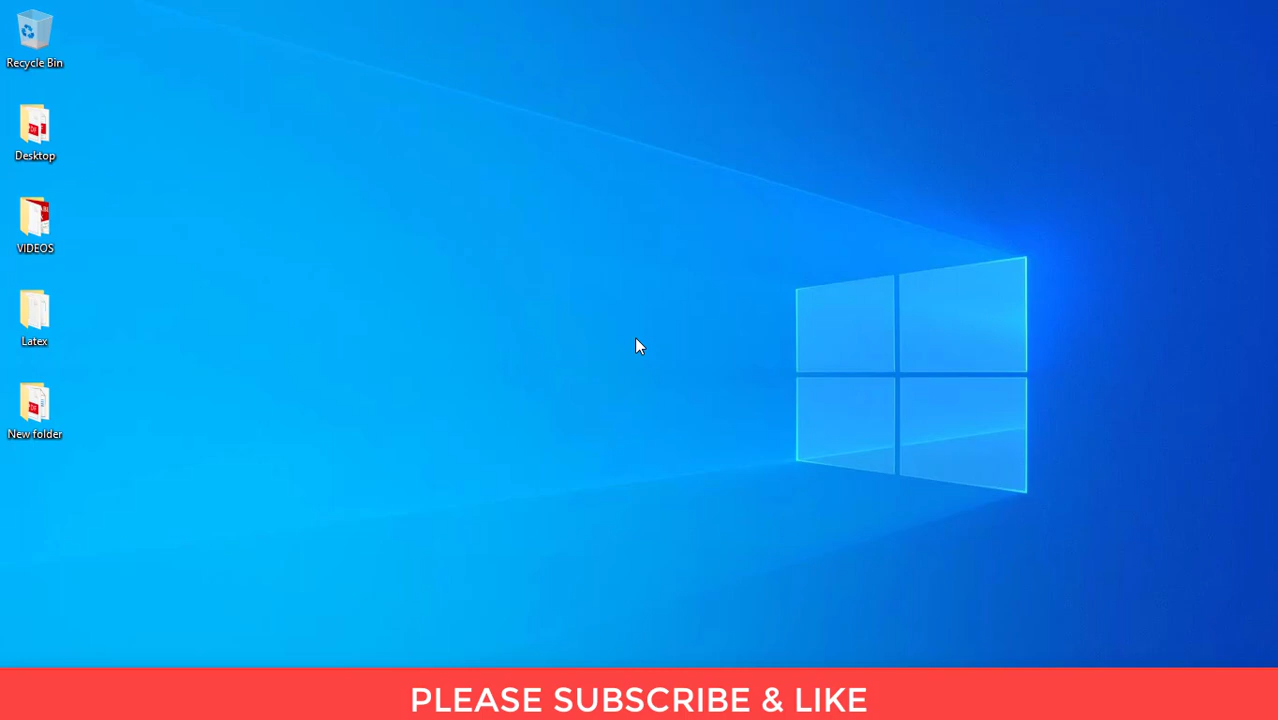 Recycle Bin
Desktop
VIDEOS
Latex
New folder
PLEASE SUBSCRIBE & LIKE